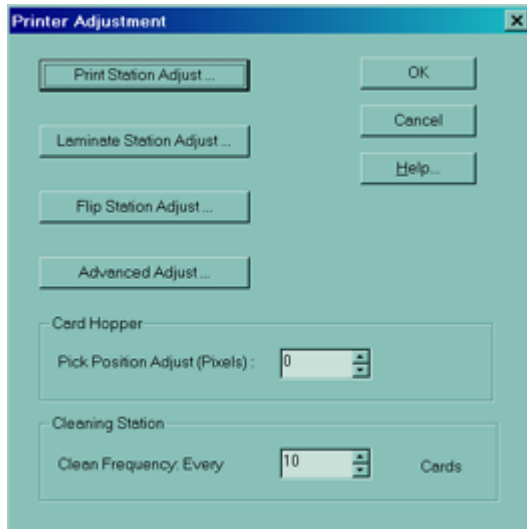 Printer Adjustment
Print Station Adjust ...
OK
Cancel
Laminate Station Adjust ...
Help...
Flip Station Adjust ...
Advanced Adjust ...
Card Hopper
Pick Position Adjust (Pixels) : 0
Cleaning Station
Clean Frequency: Every 10 Cards